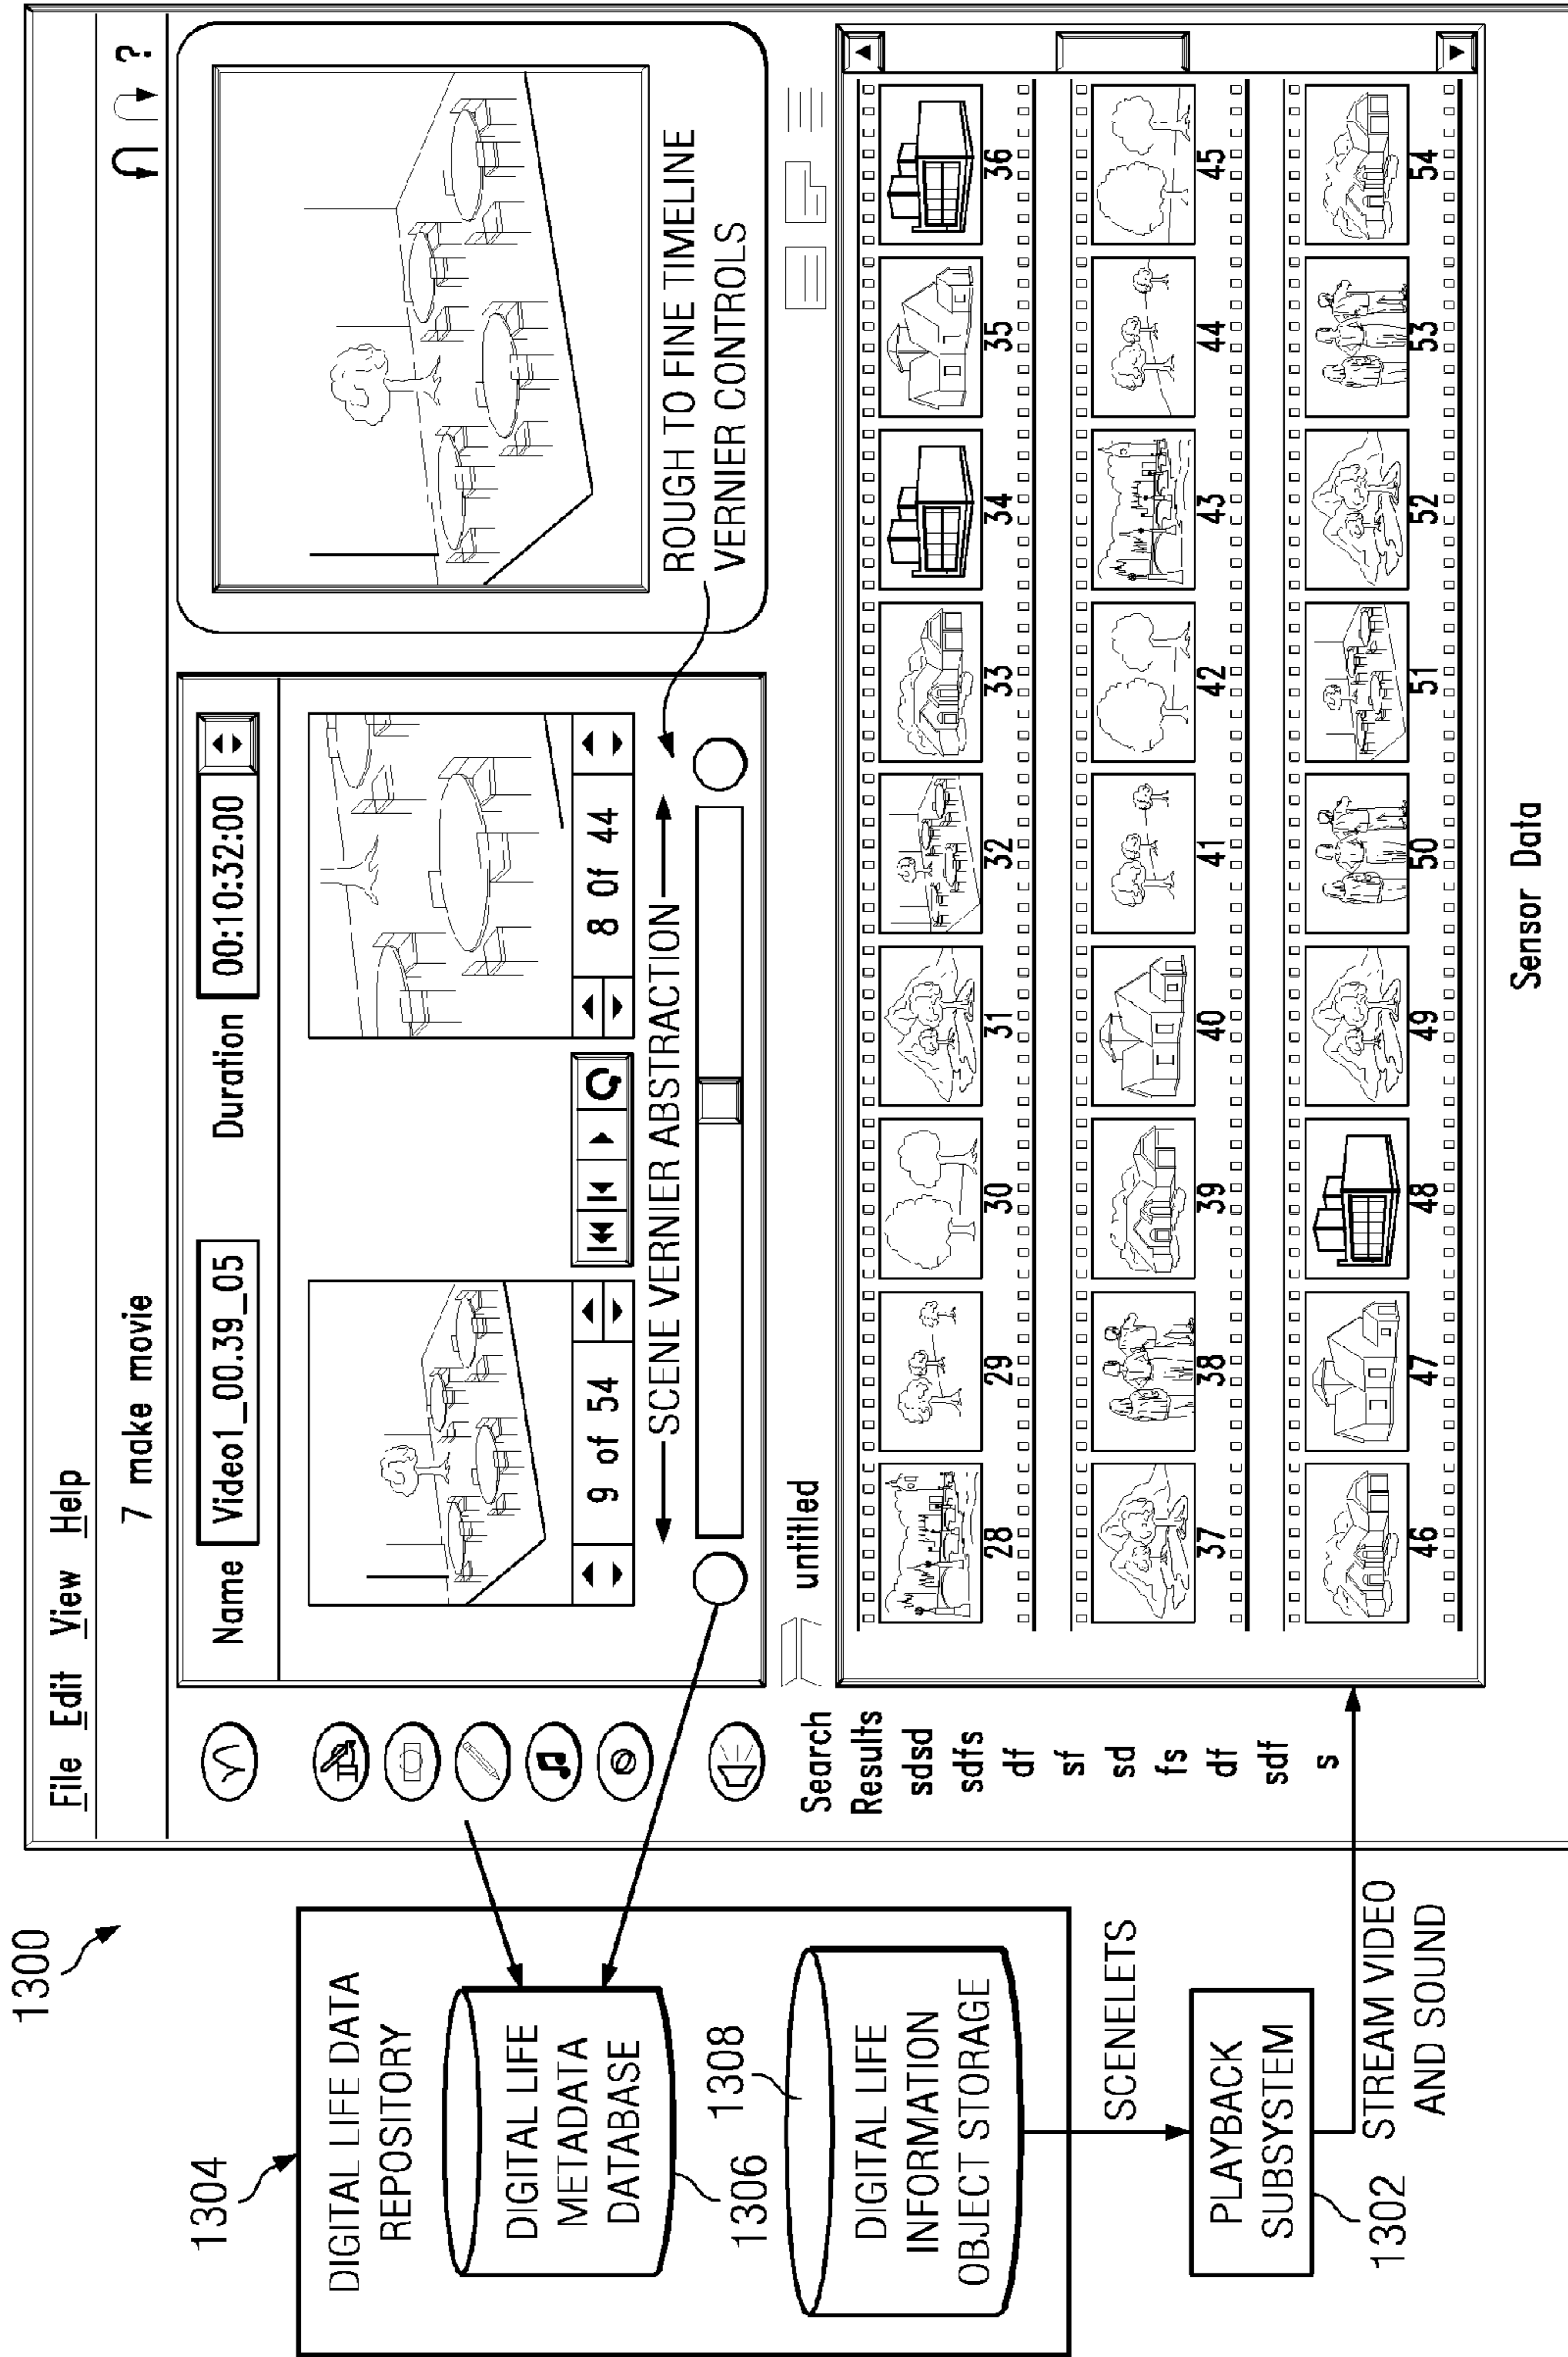 1300
1304
DIGITAL LIFE DATA
REPOSITORY
DIGITAL LIFE
METADATA
DATABASE
1306
1308
DIGITAL LIFE
INFORMATION
OBJECT STORAGE
SCENELETS
PLAYBACK
SUBSYSTEM
1302
STREAM VIDEO
AND SOUND
File Edit View Help
7 make movie
?
Name Video1_00.39_05 Duration 00:10:32:00
9 of 54
8 Of 44
SCENE VERNIER ABSTRACTION
ROUGH TO FINE TIMELINE
VERNIER CONTROLS
Search
Results
sdsd
sdfs
df
sf
sd
fs
df
sdf
s
untitled
28 29 30 31 32 33 34 35 36
37 38 39 40 41 42 43 44 45
46 47 48 49 50 51 52 53 54
Sensor Data